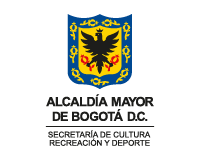 ALCALDÍA MAYOR
DE BOGOTÁ D.C.
SECRETARÍA DE CULTURA
RECREACIÓN Y DEPORTE